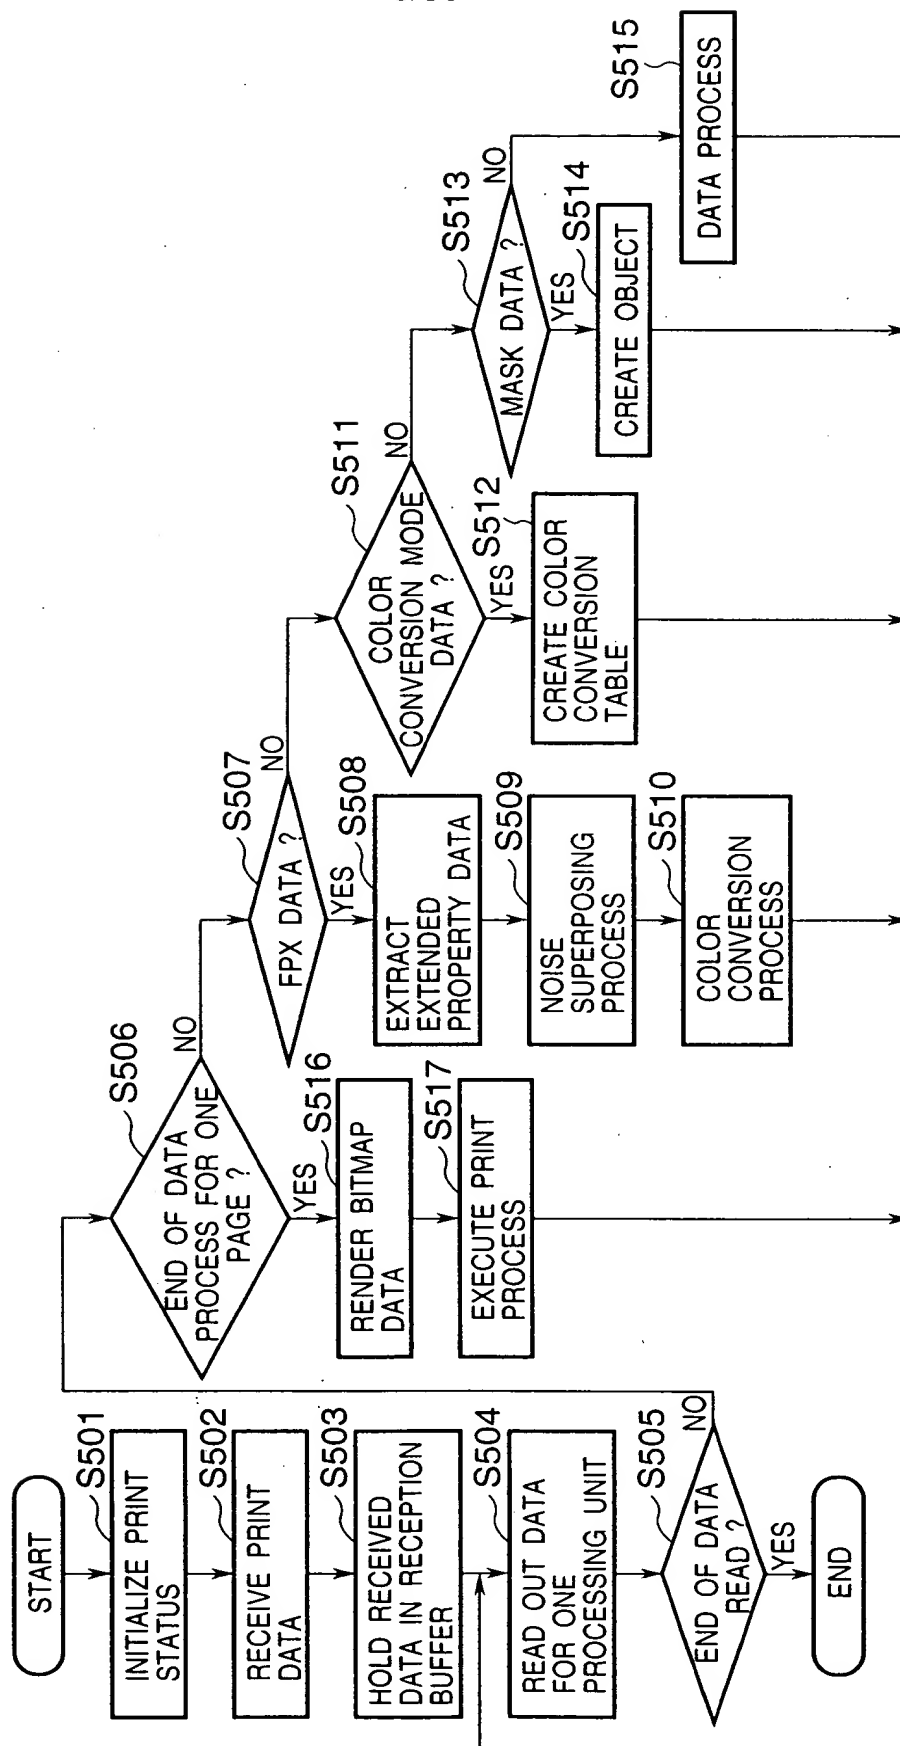 START
S501
INITIALIZE PRINT
STATUS
S502
RECEIVE PRINT
DATA
S503
HOLD RECEIVED
DATA IN RECEPTION
BUFFER
S504
READ OUT DATA
FOR ONE
PROCESSING UNIT
S505
END OF DATA
READ ?
NO
YES
END
S506
END OF DATA
PROCESS FOR ONE
PAGE ?
NO
YES
S516
RENDER BITMAP
DATA
S517
EXECUTE PRINT
PROCESS
S507
FPX DATA ?
NO
YES
S508
EXTRACT
EXTENDED
PROPERTY DATA
S509
NOISE
SUPERPOSING
PROCESS
S510
COLOR
CONVERSION
PROCESS
S511
COLOR
CONVERSION MODE
DATA ?
NO
YES
S512
CREATE COLOR
CONVERSION
TABLE
S513
MASK DATA ?
NO
YES
S514
CREATE OBJECT
S515
DATA PROCESS